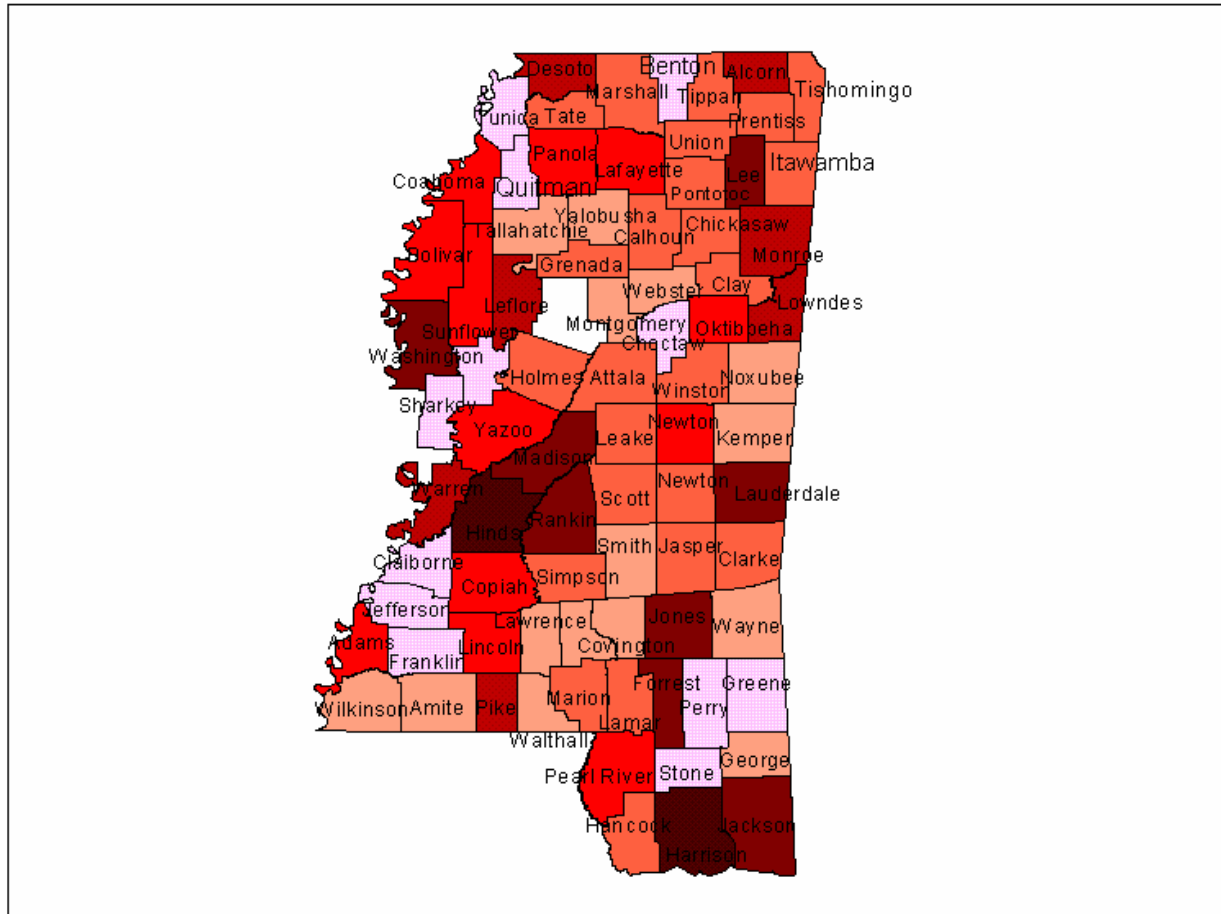 Desoto
Benton
Alcorn
Marshall
Tippah
Tishomingo
Tunica
Tate
Prentiss
Union
Panola
Lafayette
Lee
Itawamba
Coahoma
Quitman
Pontotoc
Yalobusha
Tallahatchie
Calhoun
Chickasaw
Bolivar
Grenada
Monroe
Webster
Clay
Leflore
Lowndes
Montgomery
Sunflower
Choctaw
Oktibbeha
Washington
Holmes
Attala
Winston
Noxubee
Sharkey
Yazoo
Newton
Leake
Kemper
Madison
Warren
Newton
Scott
Lauderdale
Rankin
Hinds
Smith
Jasper
Clarke
Claiborne
Simpson
Copiah
Jefferson
Lawrence
Jones
Wayne
Adams
Lincoln
Covington
Franklin
Forrest
Greene
Wilkinson
Amite
Pike
Marion
Perry
Lamar
Walthall
George
Pearl River
Stone
Hancock
Jackson
Harrison